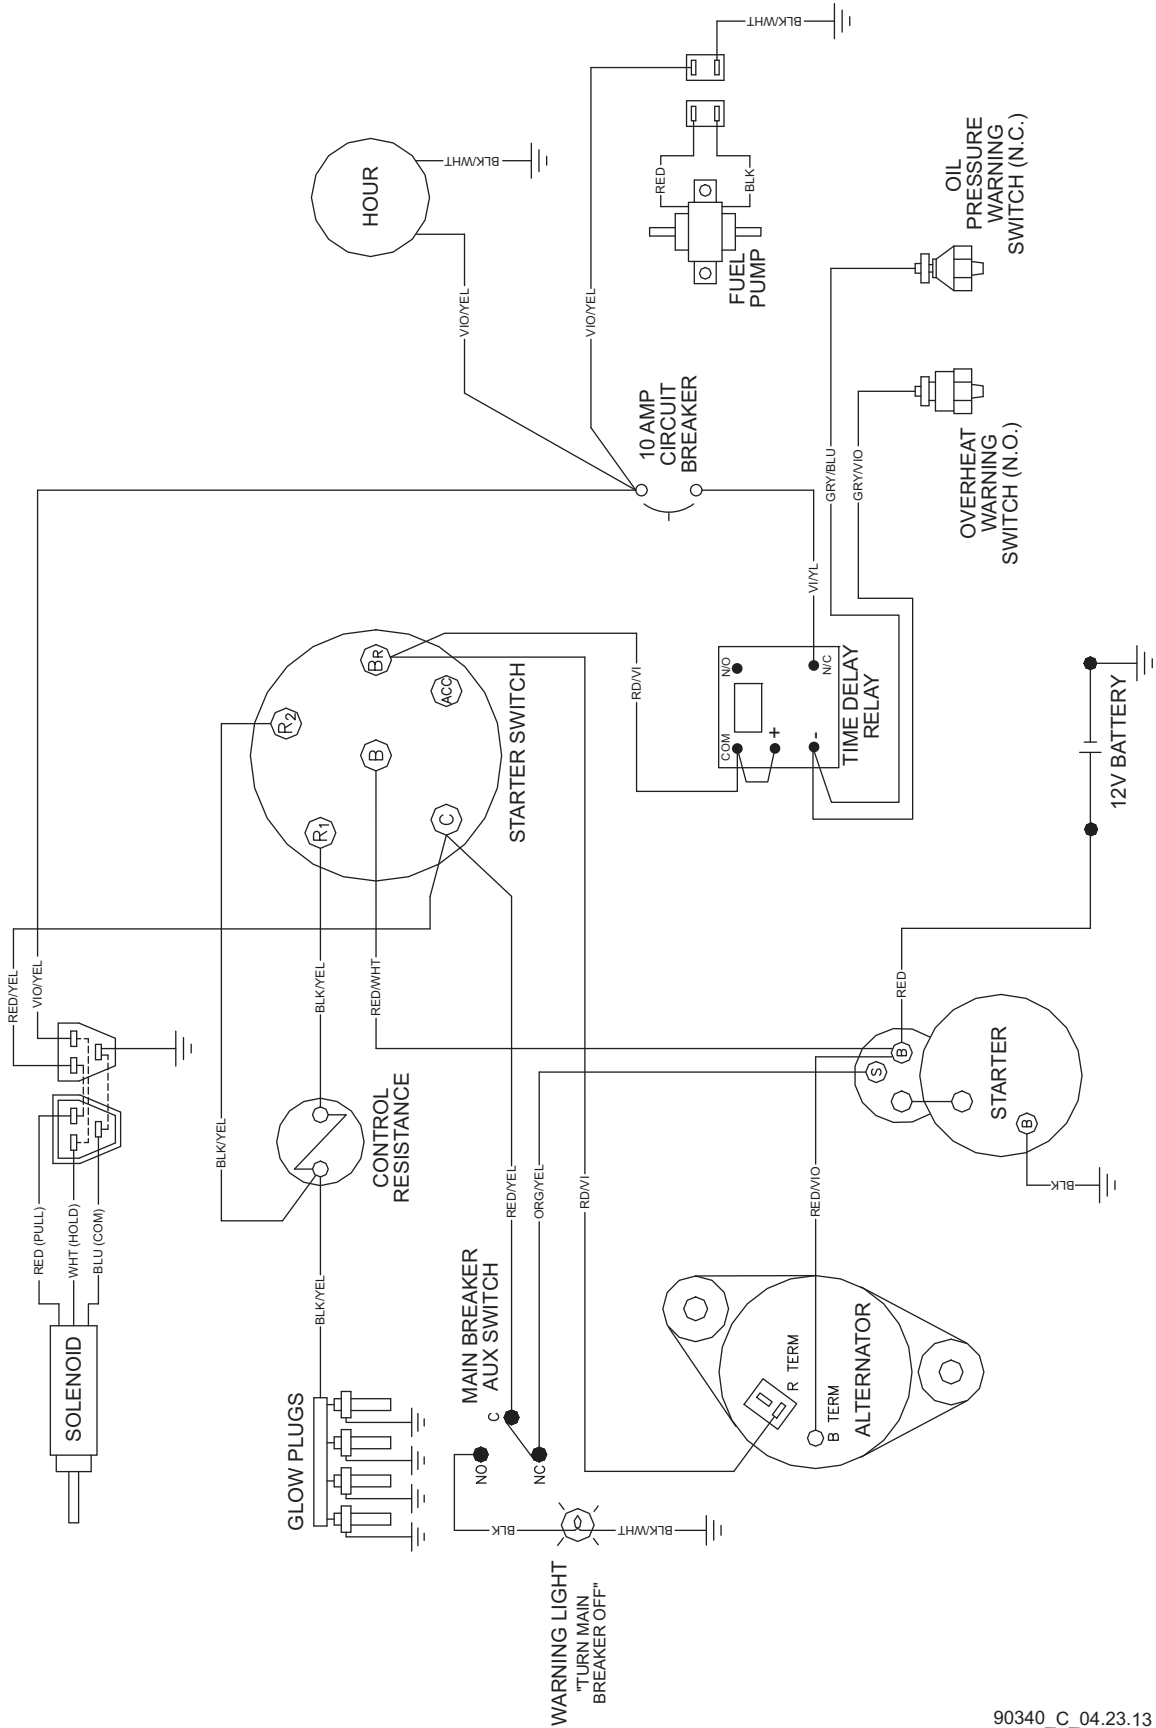 SOLENOID
RED (PULL)
WHT (HOLD)
BLU (COM)
RED/YEL
VIO/YEL
GLOW PLUGS
BLK/YEL
BLK/YEL
BLK/YEL
CONTROL
RESISTANCE
RED/WHT
R1
R2
B
BR
C
ACC
STARTER SWITCH
HOUR
VIO/YEL
BLK/WHT
VIO/YEL
BLK/WHT
RED
BLK
FUEL
PUMP
10 AMP
CIRCUIT
BREAKER
VI/YL
RD/VI
COM
N/O
+
-
N/C
TIME DELAY
RELAY
GRY/BLU
GRY/VIO
OIL
PRESSURE
WARNING
SWITCH (N.C.)
OVERHEAT
WARNING
SWITCH (N.O.)
12V BATTERY
RED
S
B
B
STARTER
BLK
MAIN BREAKER
AUX SWITCH
C
NO
NC
RED/YEL
ORG/YEL
RD/VI
RED/VIO
R TERM
B TERM
ALTERNATOR
BLK
BLK/WHT
WARNING LIGHT
"TURN MAIN
BREAKER OFF"
90340_C_04.23.13